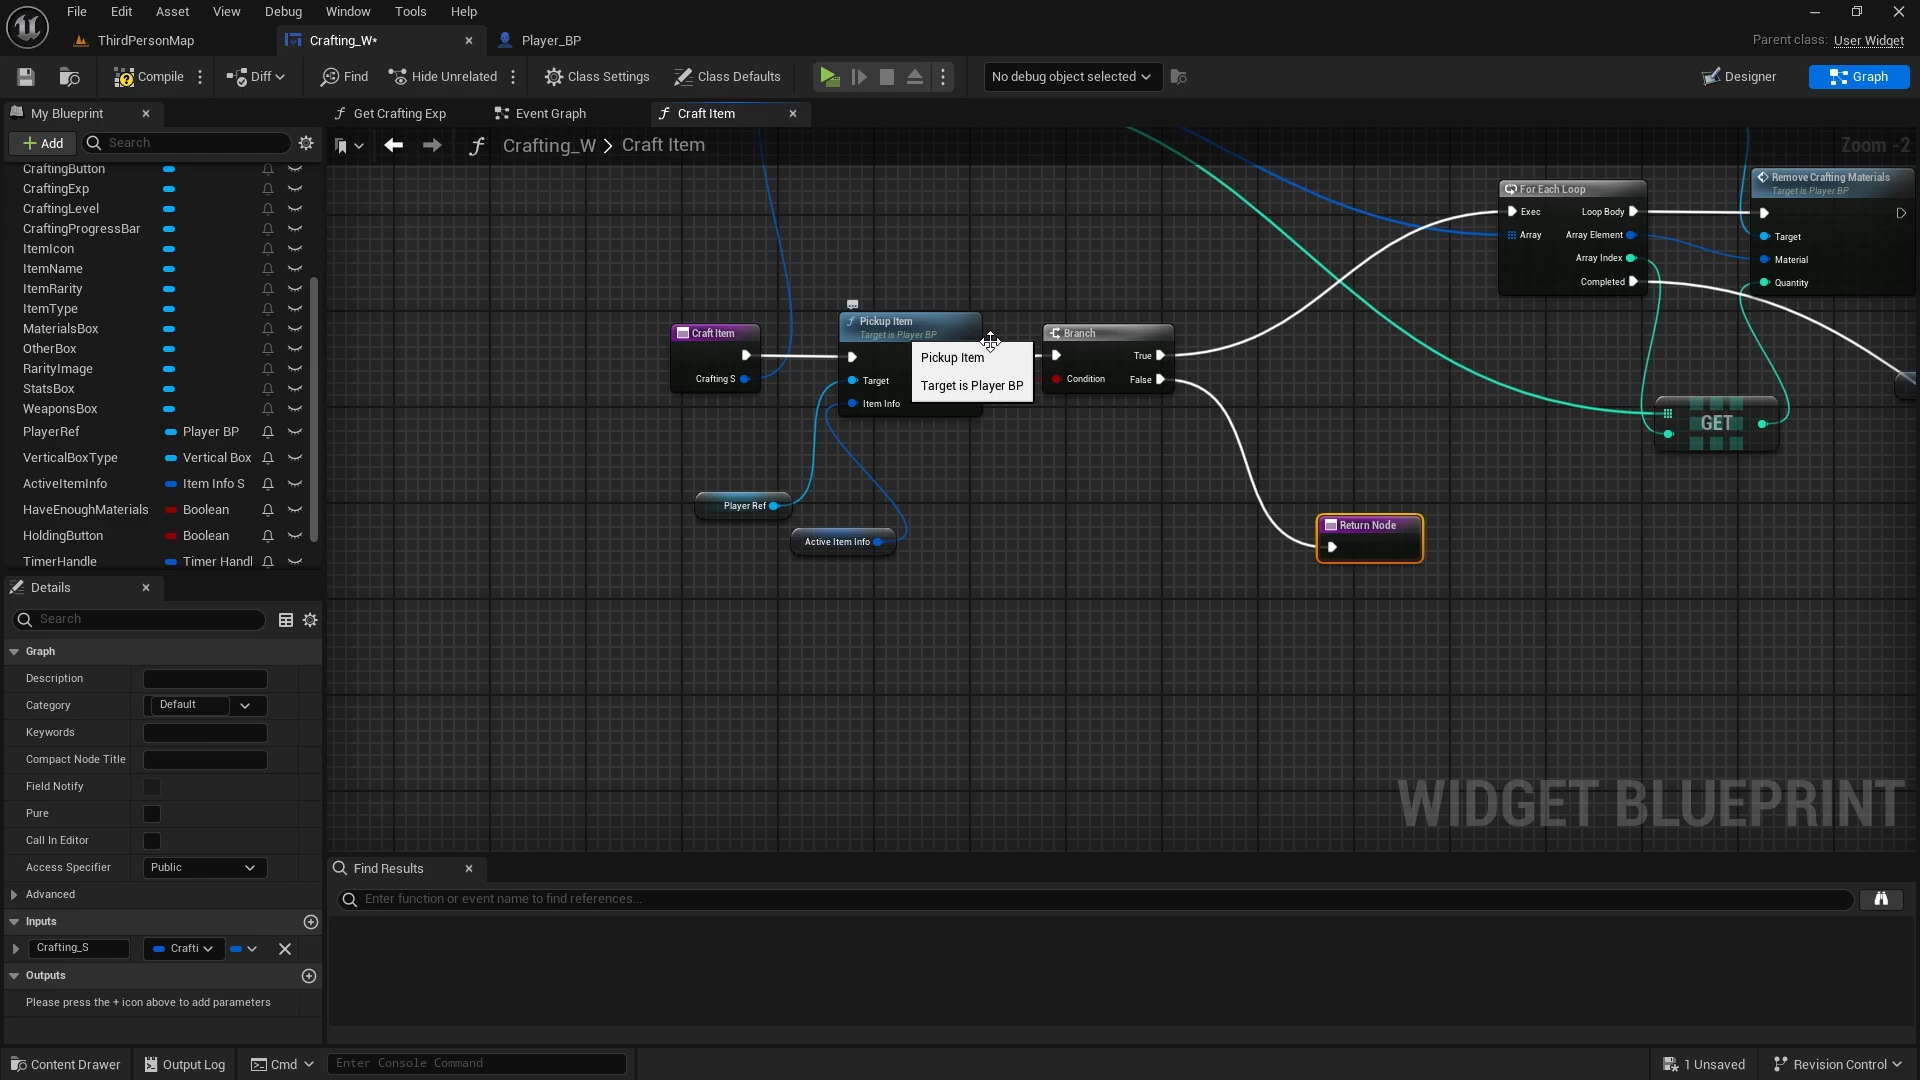 File Edit Asset View Debug Window Tools Help
ThirdPersonMap Crafting_W* Player_BP
Parent class: User Widget
Compile Diff Find Hide Unrelated Class Settings Class Defaults No debug object selected Designer Graph
My Blueprint
Get Crafting Exp Event Graph Craft Item
Add Search
Crafting_W > Craft Item
Zoom -2
CraftingButton
CraftingExp
CraftingLevel
CraftingProgressBar
ItemIcon
ItemName
ItemRarity
ItemType
MaterialsBox
OtherBox
RarityImage
StatsBox
WeaponsBox
PlayerRef Player BP
VerticalBoxType Vertical Box
ActiveItemInfo Item Info S
HaveEnoughMaterials Boolean
HoldingButton Boolean
TimerHandle Timer Handl
Craft Item
Crafting S
Pickup Item
Target is Player BP
Target
Item Info
Pickup Item
Target is Player BP
Branch
True
Condition False
For Each Loop
Exec Loop Body
Array Array Element
Array Index
Completed
Remove Crafting Materials
Target is Player BP
Target
Material
Quantity
GET
Player Ref
Active Item Info
Return Node
WIDGET BLUEPRINT
Details
Search
Graph
Description
Category Default
Keywords
Compact Node Title
Field Notify
Pure
Call In Editor
Access Specifier Public
Advanced
Inputs
Crafting_S Crafti
Outputs
Please press the + icon above to add parameters
Find Results
Enter function or event name to find references...
Content Drawer Output Log Cmd Enter Console Command 1 Unsaved Revision Control